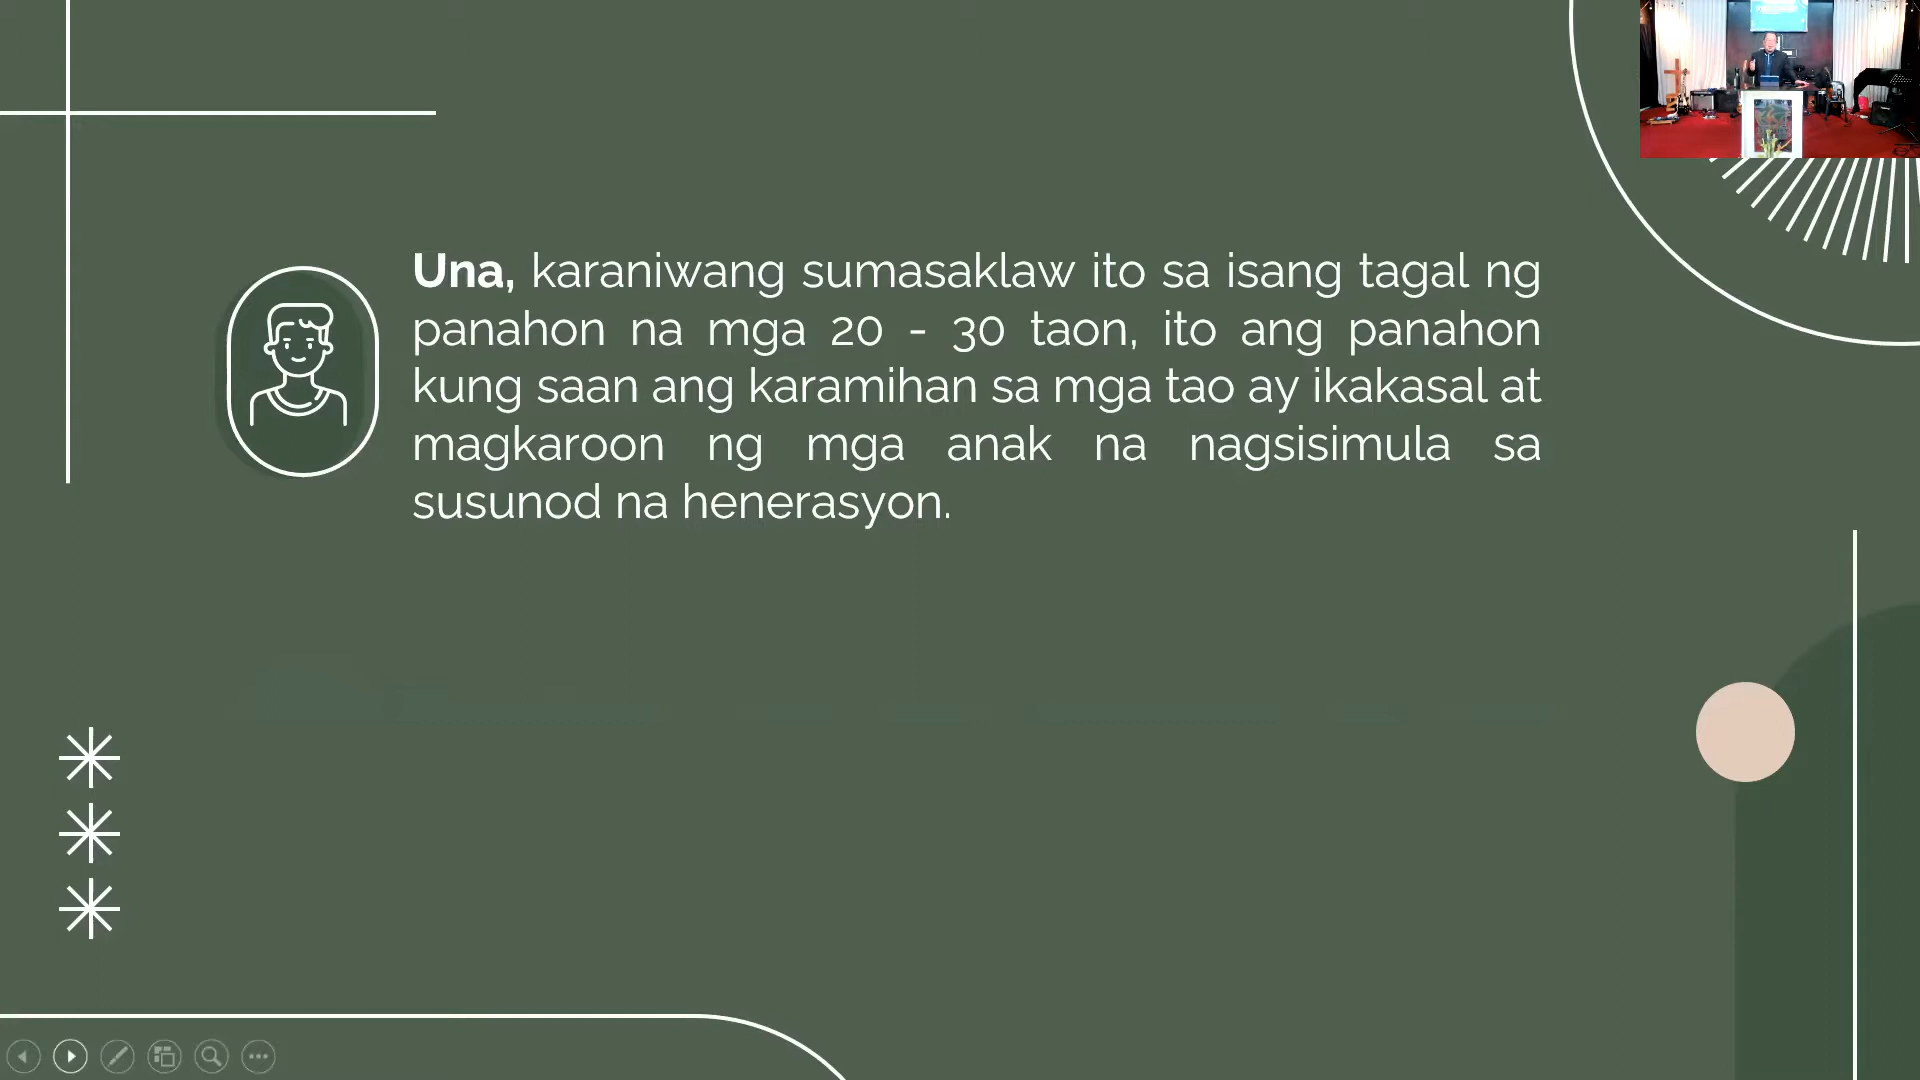 Una, karaniwang sumasaklaw ito sa isang tagal ng
panahon na mga 20 - 30 taon, ito ang panahon
kung saan ang karamihan sa mga tao ay ikakasal at
magkaroon ng mga anak na nagsisimula sa
susunod na henerasyon.